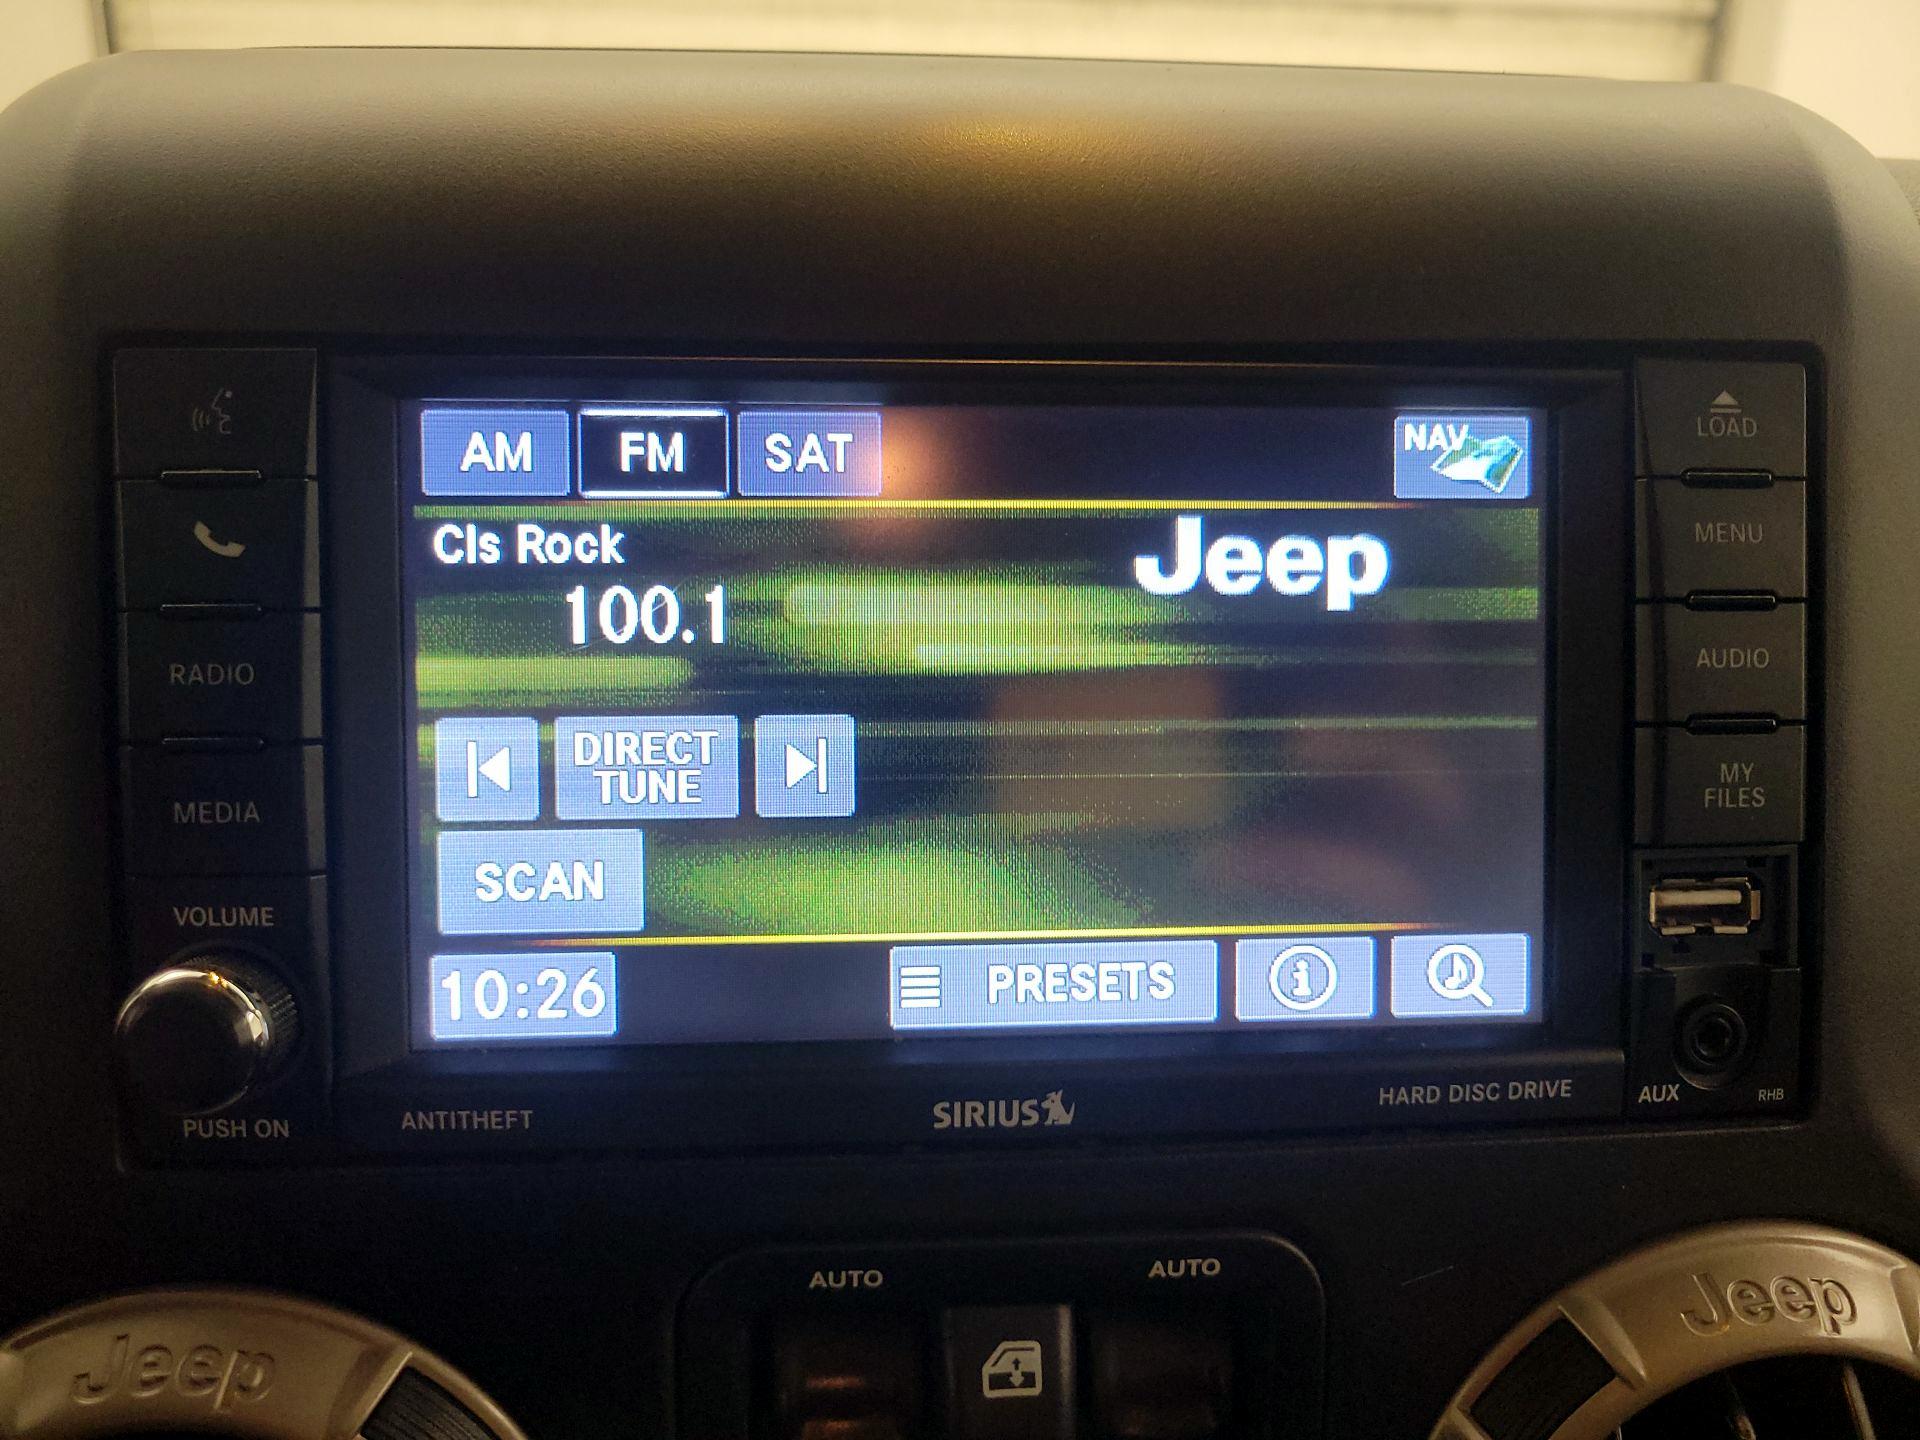 AM FM SAT NAV
LOAD
Cls Rock
Jeep
100.1
MENU
RADIO
AUDIO
DIRECT
TUNE
MY
FILES
MEDIA
SCAN
VOLUME
10:26
PRESETS
PUSH ON
ANTITHEFT
SIRIUS
HARD DISC DRIVE
AUX
RHB
AUTO
AUTO
Jeep
Jeep